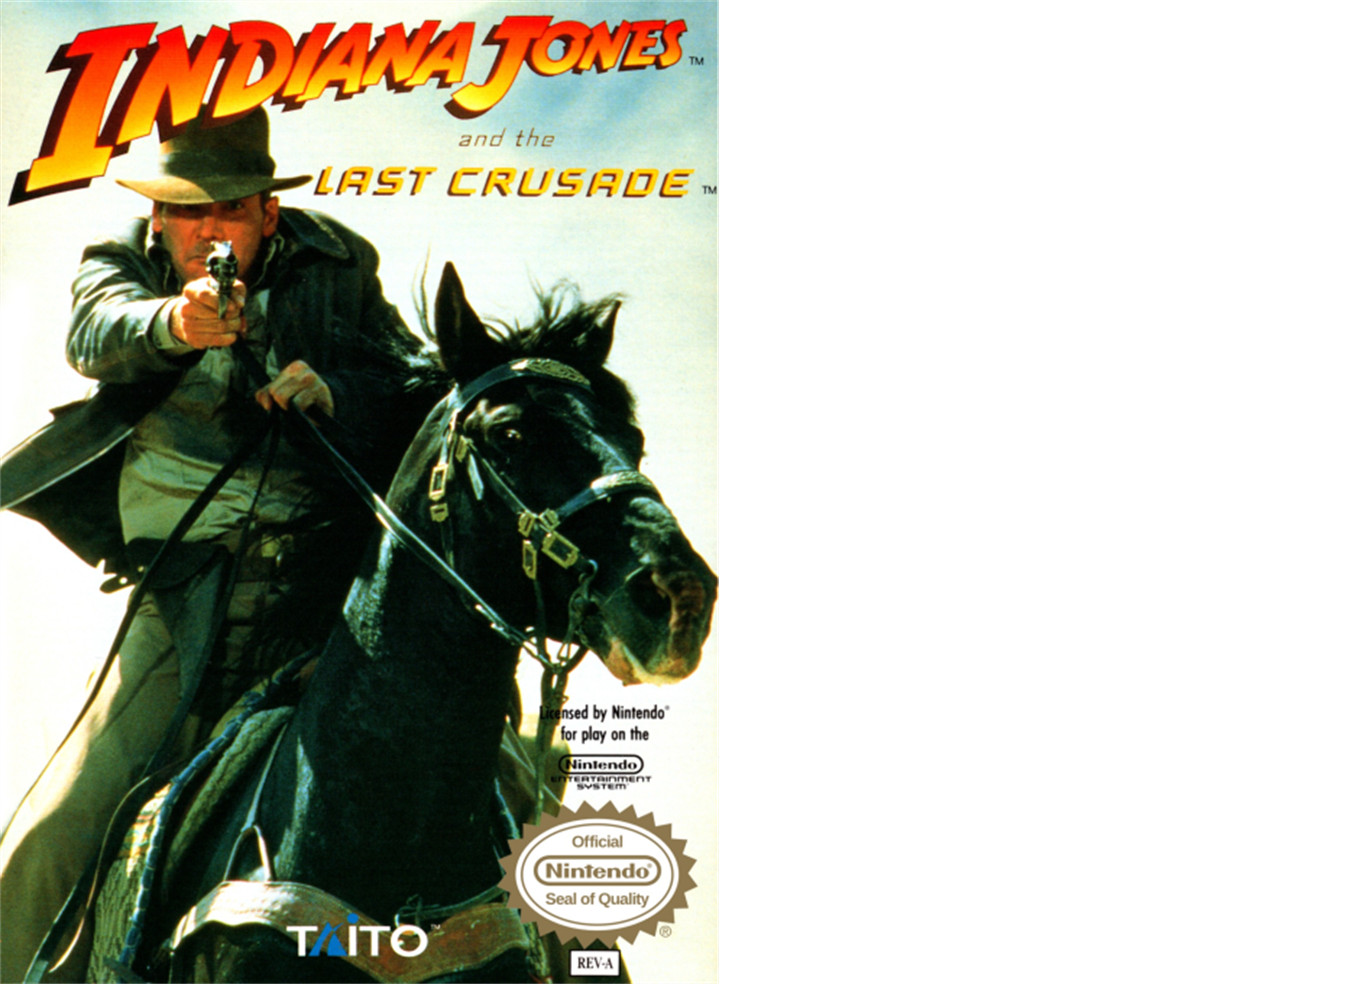 INDIANA JONES™
and the
LAST CRUSADE™
Licensed by Nintendo®
for play on the
Nintendo
ENTERTAINMENT
SYSTEM™
Official
Nintendo®
Seal of Quality
®
TAITO™
REV-A